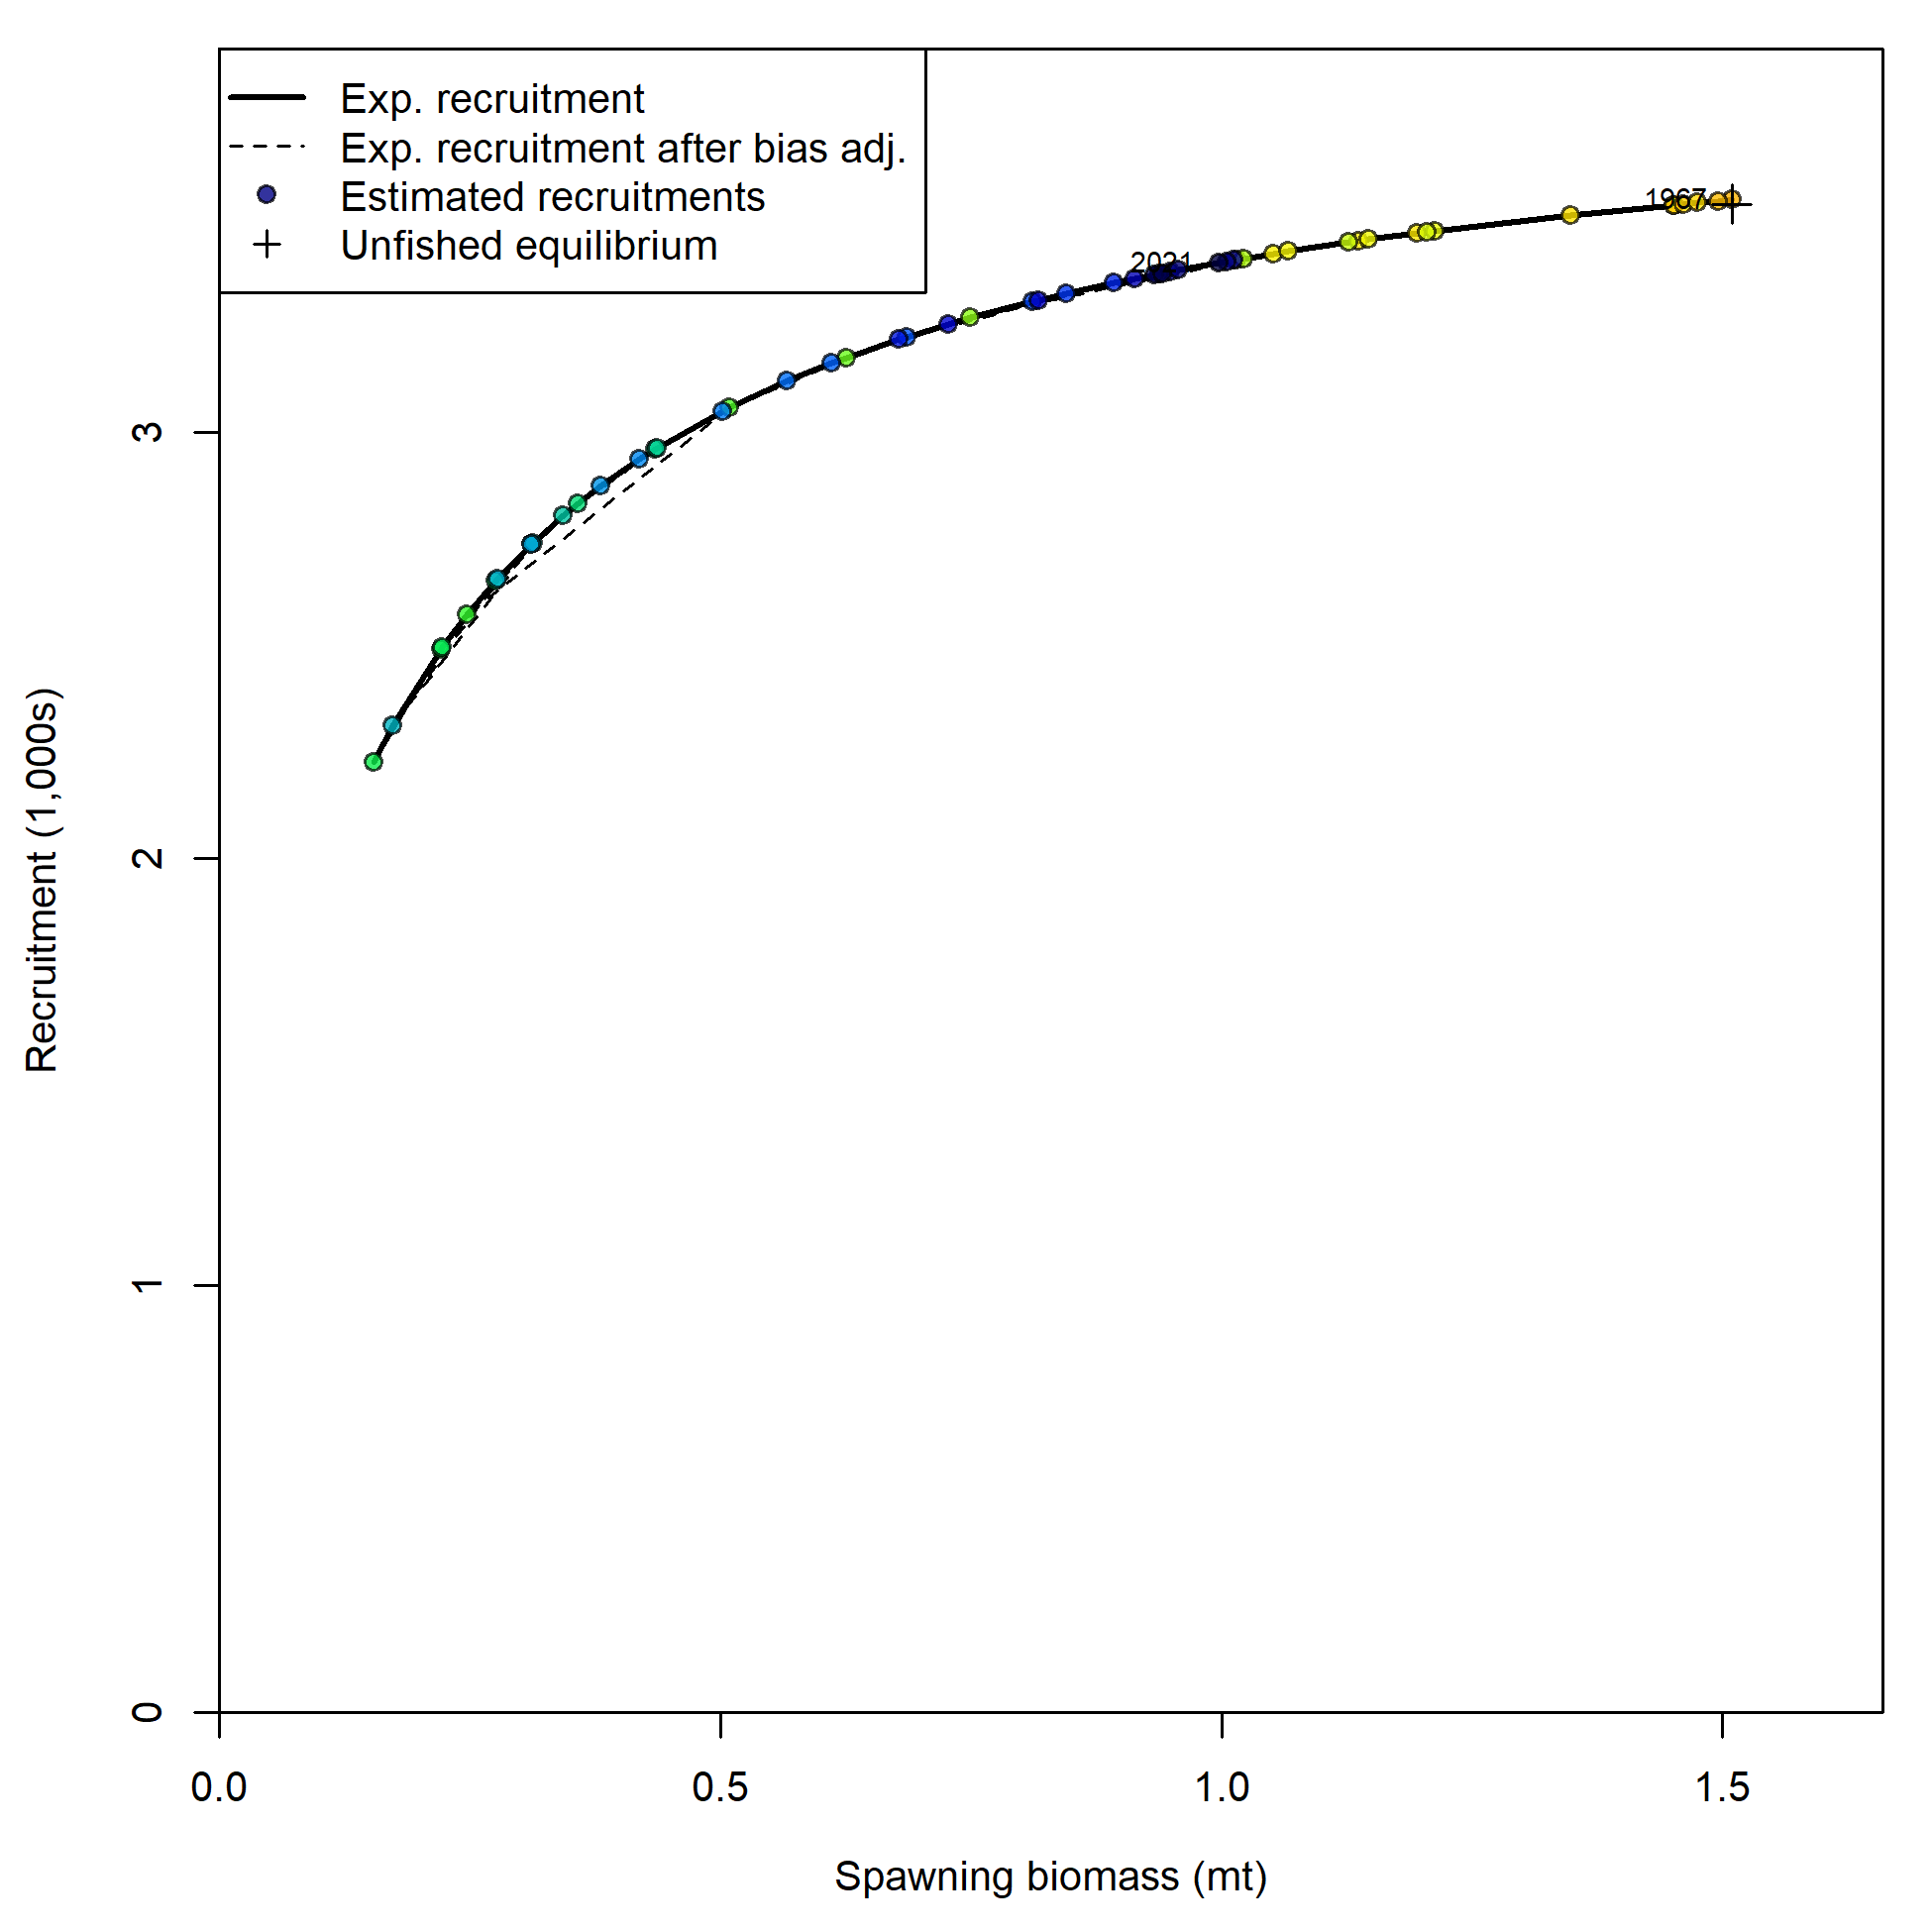 Exp. recruitment
Exp. recruitment after bias adj.
Estimated recruitments
Unfished equilibrium
1967
2021
Recruitment (1,000s)
3
2
1
0
0.0 0.5 1.0 1.5
Spawning biomass (mt)